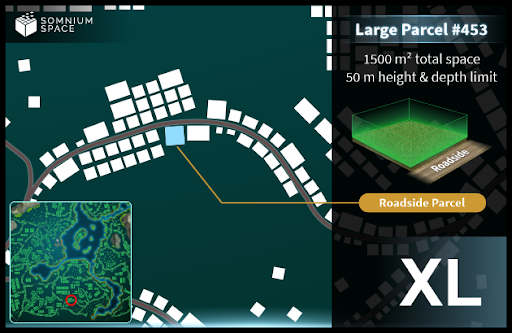 SOMNIUM
SPACE
Large Parcel #453
1500 m² total space
50 m height & depth limit
Roadside
Roadside Parcel
XL